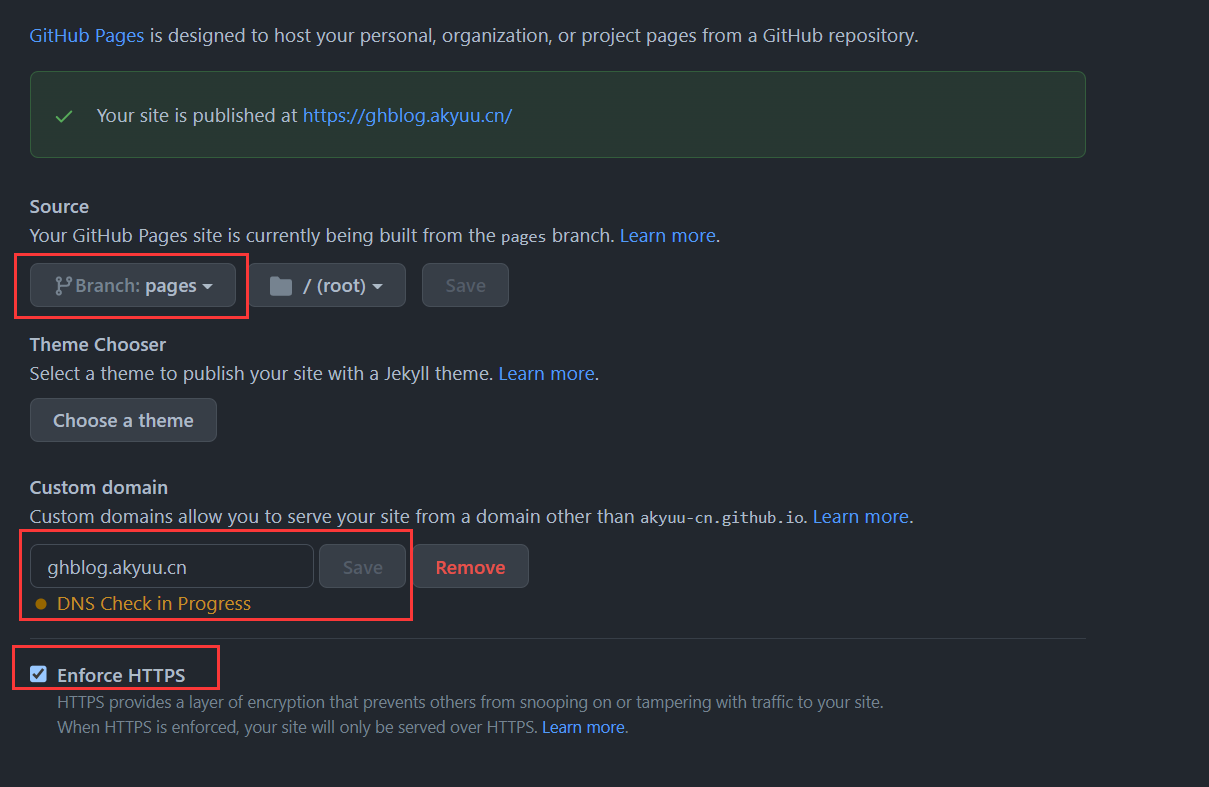 GitHub Pages is designed to host your personal, organization, or project pages from a GitHub repository.
Your site is published at https://ghblog.akyuu.cn/
Source
Your GitHub Pages site is currently being built from the pages branch. Learn more.
Branch: pages / (root) Save
Theme Chooser
Select a theme to publish your site with a Jekyll theme. Learn more.
Choose a theme
Custom domain
Custom domains allow you to serve your site from a domain other than akyuu-cn.github.io. Learn more.
ghblog.akyuu.cn Save Remove
DNS Check in Progress
Enforce HTTPS
HTTPS provides a layer of encryption that prevents others from snooping on or tampering with traffic to your site.
When HTTPS is enforced, your site will only be served over HTTPS. Learn more.